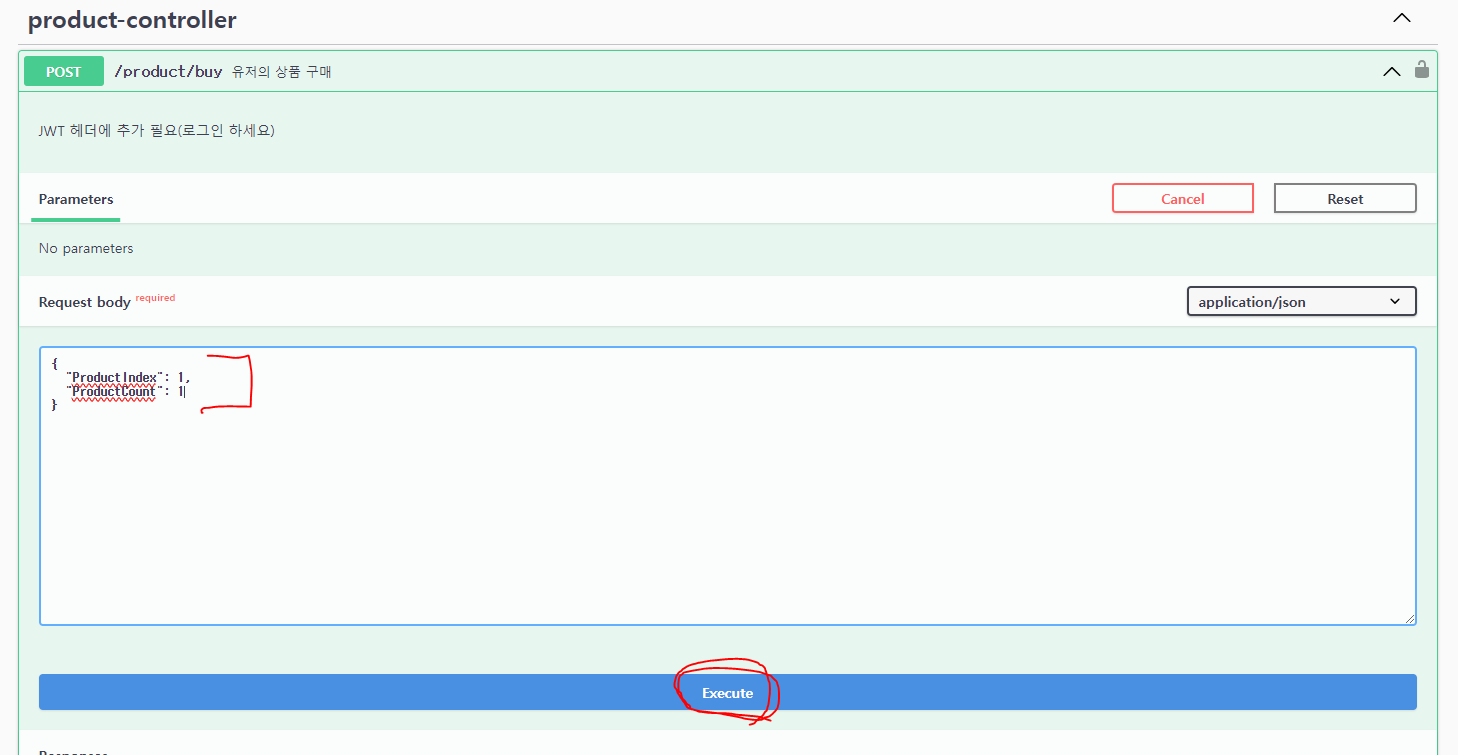 product-controller
POST /product/buy 유저의 상품 구매
JWT 헤더에 추가 필요(로그인 하세요)
Parameters Cancel Reset
No parameters
Request body required application/json
{
"ProductIndex": 1,
"ProductCount": 1
}
Execute
Responses